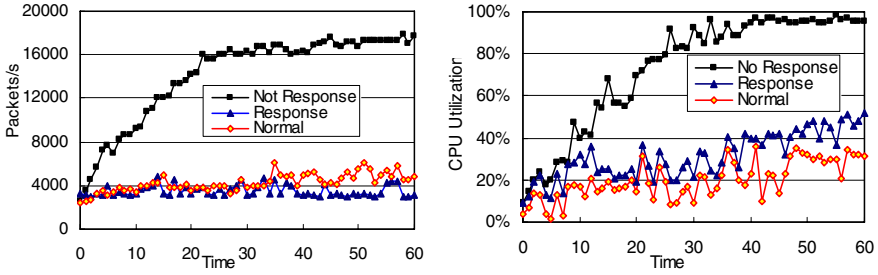 Packets/s
20000
16000
12000
8000
4000
0
Not Response
Response
Normal
0 10 20 30 40 50 60
Time
CPU Utilization
100%
80%
60%
40%
20%
0%
No Response
Response
Normal
0 10 20 30 40 50 60
Time